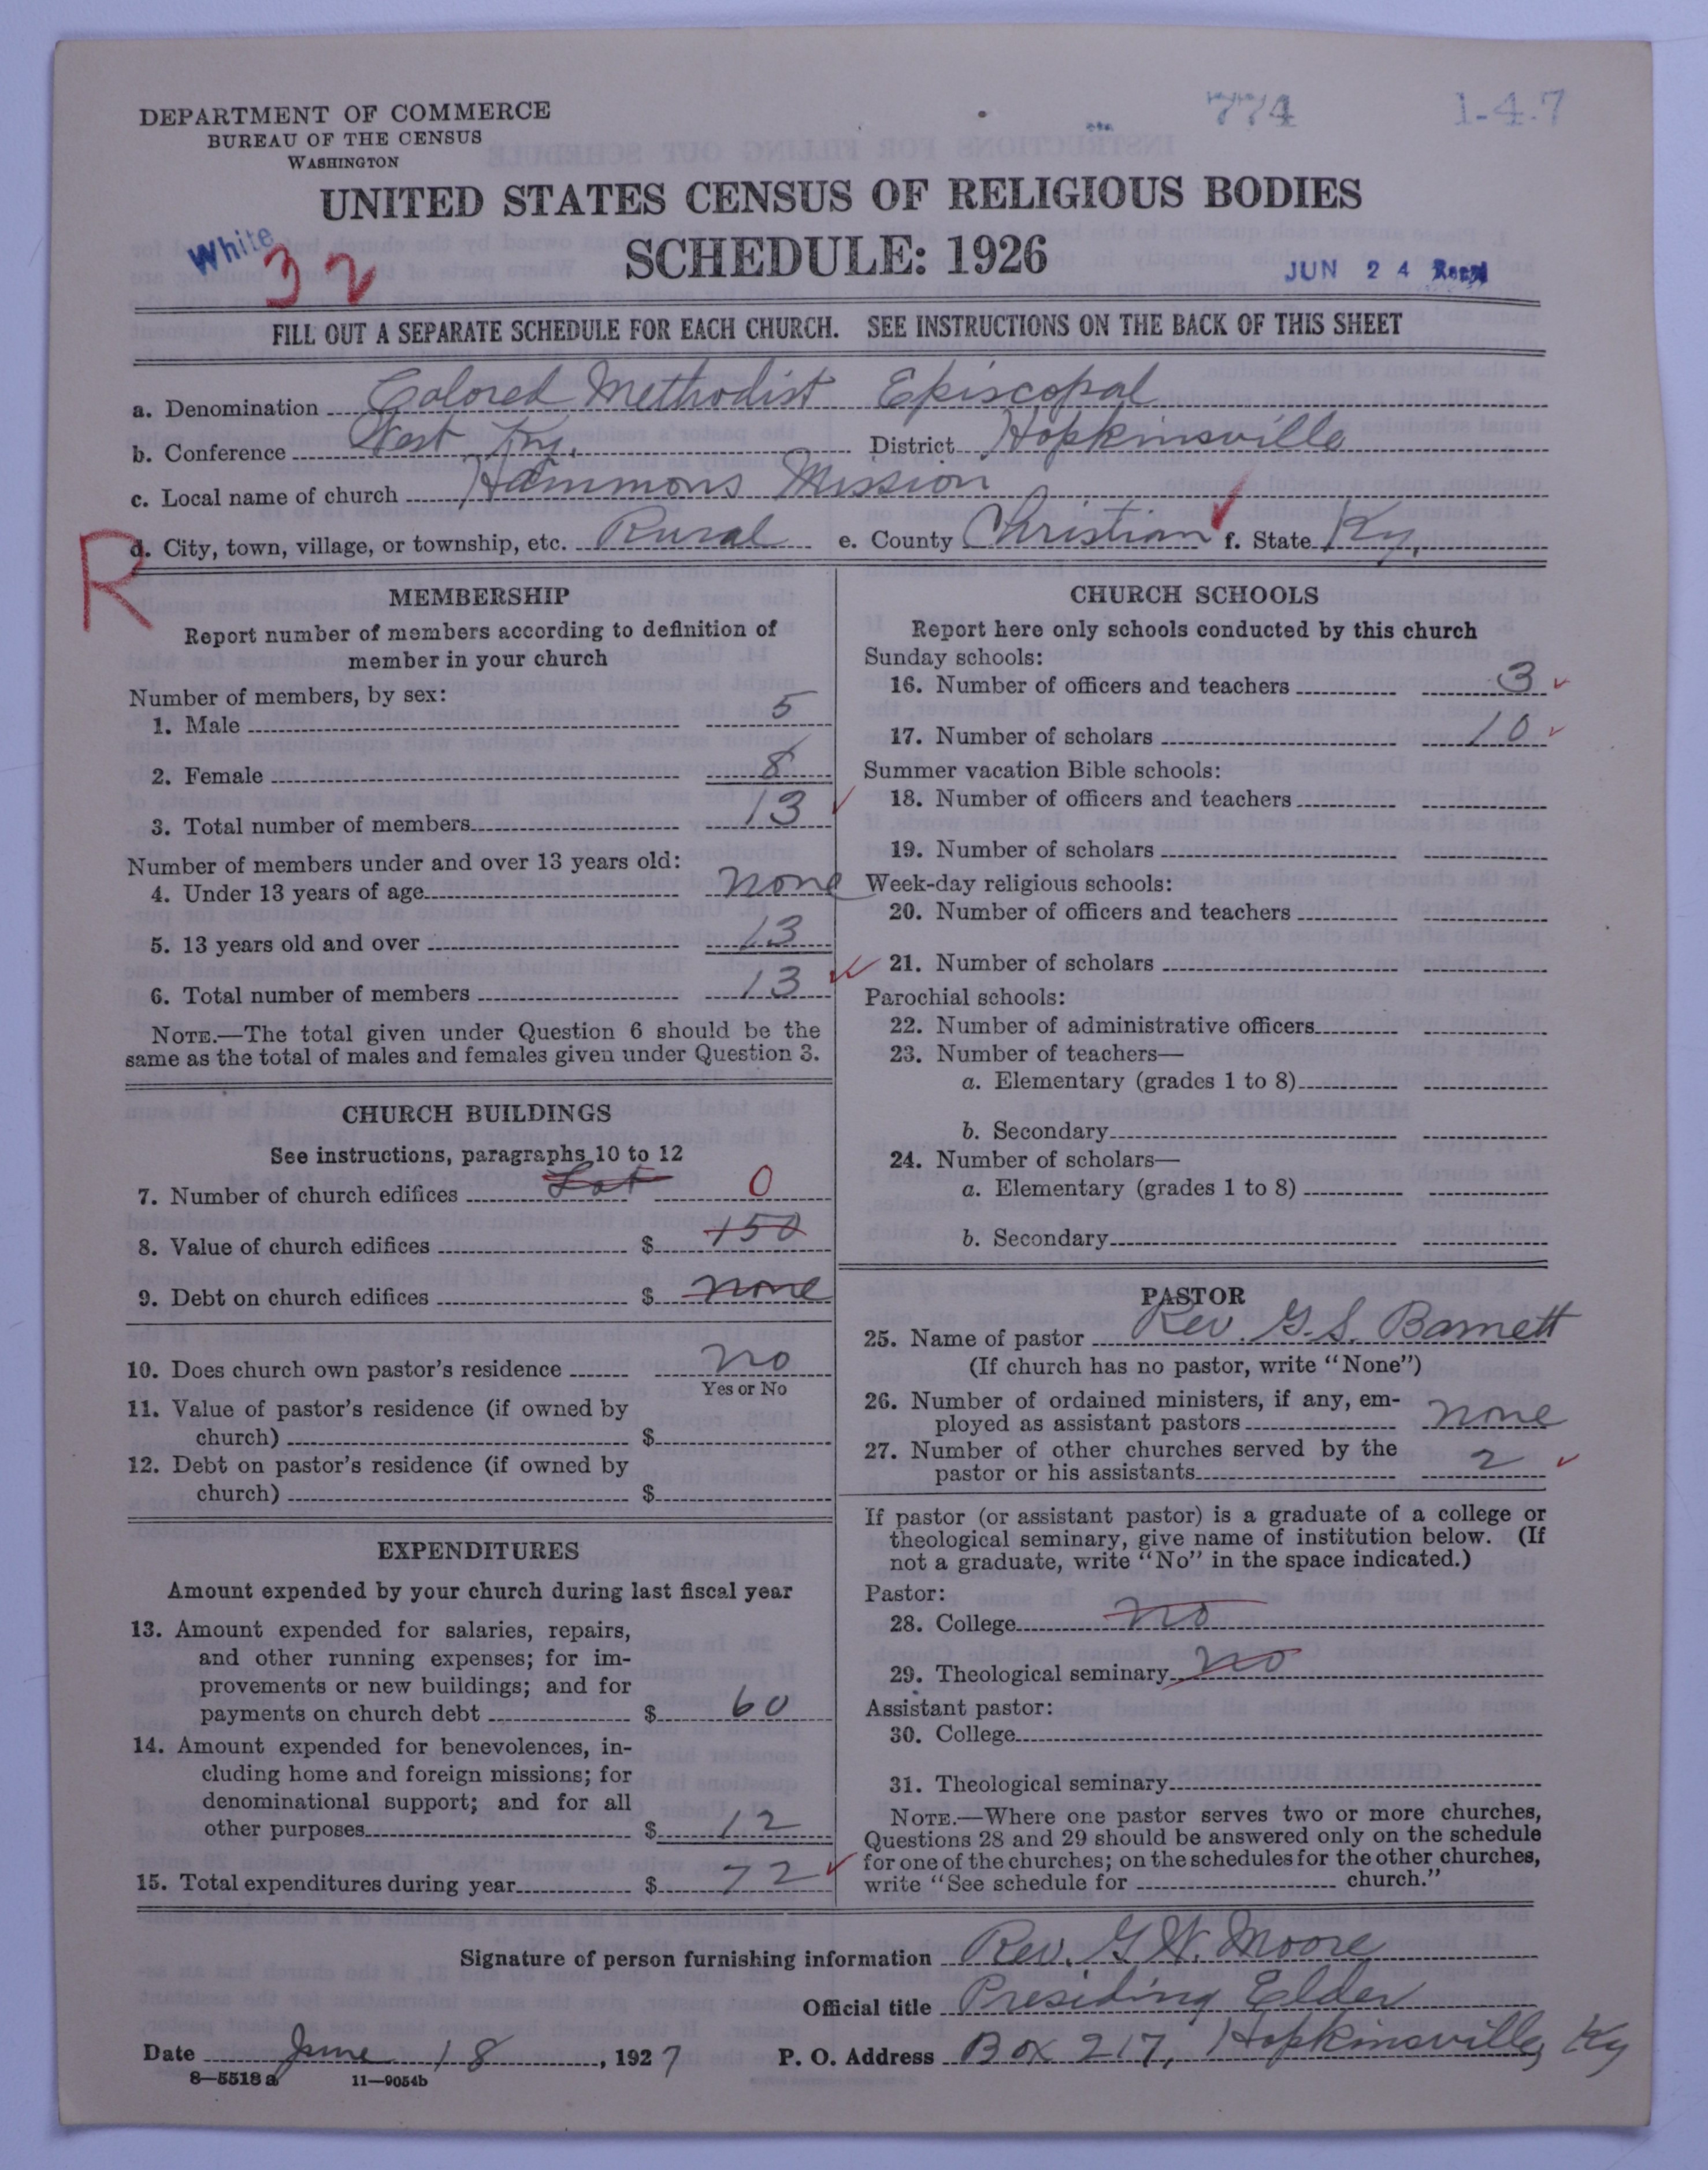 774
1-4-7
DEPARTMENT OF COMMERCE
BUREAU OF THE CENSUS
WASHINGTON
UNITED STATES CENSUS OF RELIGIOUS BODIES
White
32
SCHEDULE: 1926
JUN 24 Rec'd
FILL OUT A SEPARATE SCHEDULE FOR EACH CHURCH. SEE INSTRUCTIONS ON THE BACK OF THIS SHEET
a. Denomination Colored Methodist Episcopal
b. Conference West Ky. District Hopkinsville
c. Local name of church Hammons Mission
R
d. City, town, village, or township, etc. Rural e. County Christian f. State Ky.
MEMBERSHIP
Report number of members according to definition of
member in your church
Number of members, by sex:
1. Male 5
2. Female 8
3. Total number of members 13
Number of members under and over 13 years old:
4. Under 13 years of age none
5. 13 years old and over 13
6. Total number of members 13
NOTE.—The total given under Question 6 should be the
same as the total of males and females given under Question 3.
CHURCH BUILDINGS
See instructions, paragraphs 10 to 12
7. Number of church edifices Lot 0
8. Value of church edifices $ 150
9. Debt on church edifices $ none
10. Does church own pastor's residence no
Yes or No
11. Value of pastor's residence (if owned by
church) $
12. Debt on pastor's residence (if owned by
church) $
EXPENDITURES
Amount expended by your church during last fiscal year
13. Amount expended for salaries, repairs,
and other running expenses; for im-
provements or new buildings; and for
payments on church debt $ 60
14. Amount expended for benevolences, in-
cluding home and foreign missions; for
denominational support; and for all
other purposes $ 12
15. Total expenditures during year $ 72
CHURCH SCHOOLS
Report here only schools conducted by this church
Sunday schools:
16. Number of officers and teachers 3
17. Number of scholars 10
Summer vacation Bible schools:
18. Number of officers and teachers
19. Number of scholars
Week-day religious schools:
20. Number of officers and teachers
21. Number of scholars
Parochial schools:
22. Number of administrative officers
23. Number of teachers—
a. Elementary (grades 1 to 8)
b. Secondary
24. Number of scholars—
a. Elementary (grades 1 to 8)
b. Secondary
PASTOR
25. Name of pastor Rev. G. S. Barnett
(If church has no pastor, write "None")
26. Number of ordained ministers, if any, em-
ployed as assistant pastors none
27. Number of other churches served by the
pastor or his assistants 2
If pastor (or assistant pastor) is a graduate of a college or
theological seminary, give name of institution below. (If
not a graduate, write "No" in the space indicated.)
Pastor:
28. College no
29. Theological seminary no
Assistant pastor:
30. College
31. Theological seminary
NOTE.—Where one pastor serves two or more churches,
Questions 28 and 29 should be answered only on the schedule
for one of the churches; on the schedules for the other churches,
write "See schedule for church."
Signature of person furnishing information Rev. G. W. Moore
Official title Presiding Elder
Date June 18, 1927 P. O. Address Box 217, Hopkinsville, Ky
8—5518 a 11—9054b